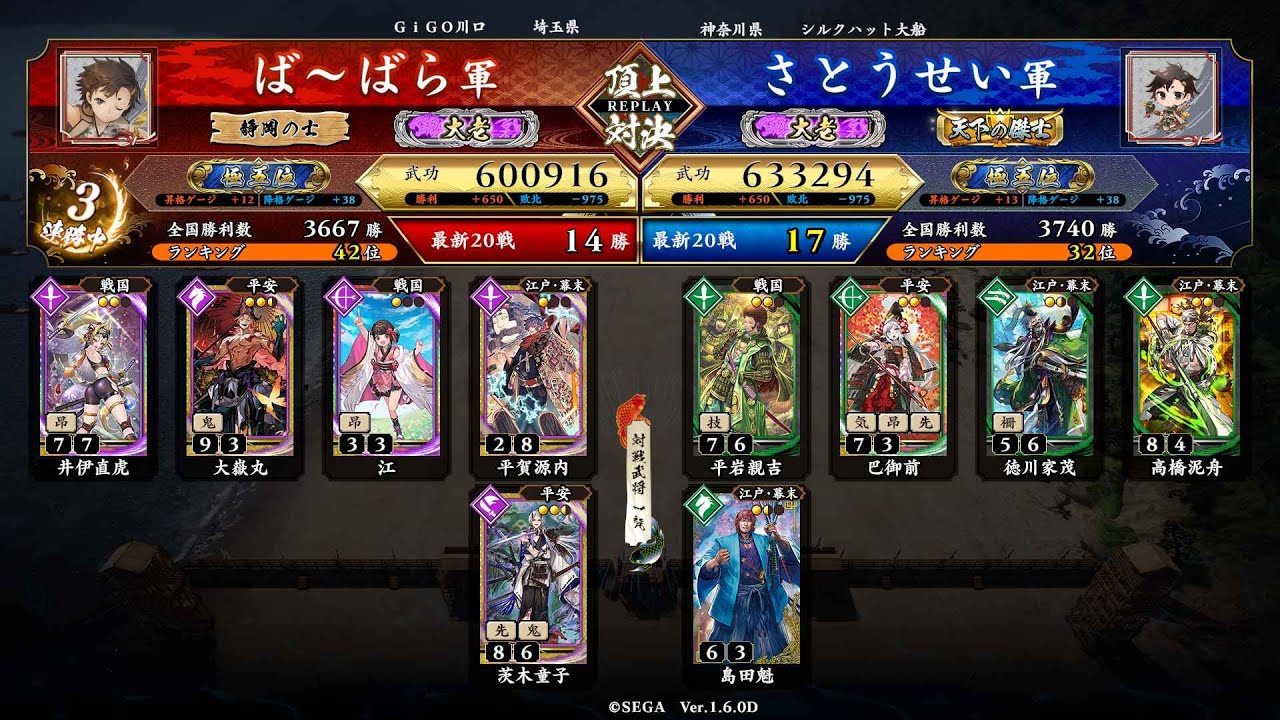 GiGO川口　埼玉県
神奈川県　シルクハット大船
ば～ばら軍
頂上
REPLAY
対決
さとうせい軍
静岡の士
大老
大老
天下の傑士
極王位
武功 600916
武功 633294
極王位
昇格ゲージ +12 降格ゲージ +38
勝利 +650 敗北 -975
勝利 +650 敗北 -975
昇格ゲージ +13 降格ゲージ +38
3
連勝中
全国勝利数 3667勝
ランキング 42位
最新20戦 14勝
最新20戦 17勝
全国勝利数 3740勝
ランキング 32位
戦国
昴
7 7
井伊直虎
平安
鬼
9 3
大嶽丸
戦国
昴
3 3
江
江戸・幕末
2 8
平賀源内
対戦武将一覧
戦国
技
7 6
平岩親吉
平安
気 昴 先
7 3
巴御前
江戸・幕末
柵
5 6
徳川家茂
江戸・幕末
8 4
高橋泥舟
平安
先 鬼
8 6
茨木童子
江戸・幕末
6 3
島田魁
©SEGA Ver.1.6.0D